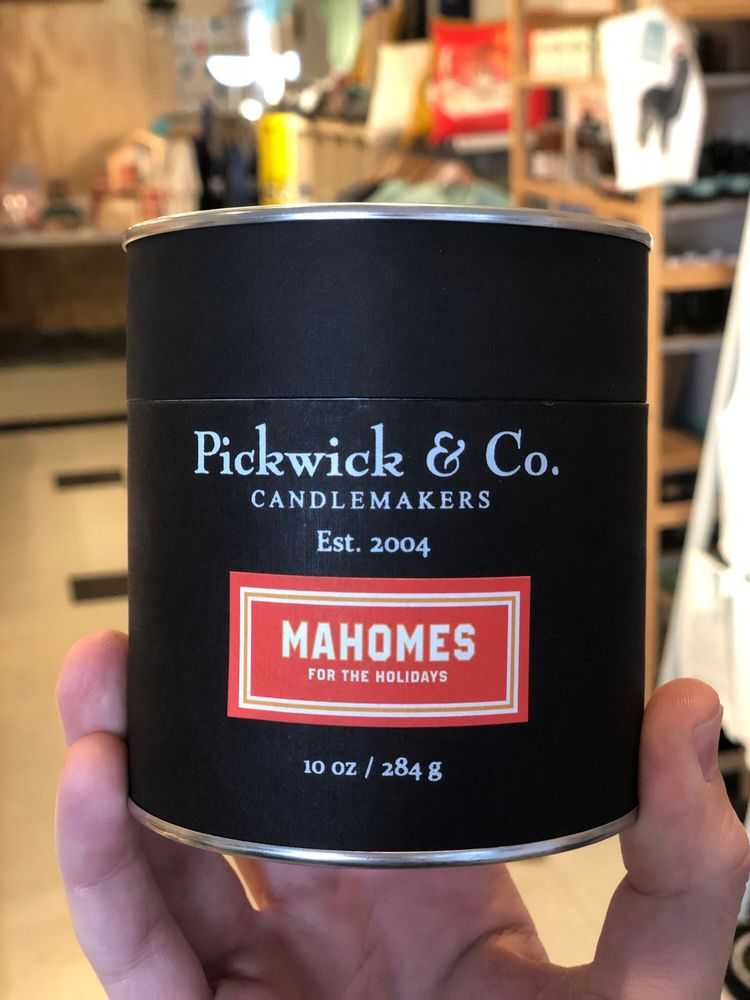 Pickwick & Co.
CANDLEMAKERS
Est. 2004
MAHOMES
FOR THE HOLIDAYS
10 oz / 284 g